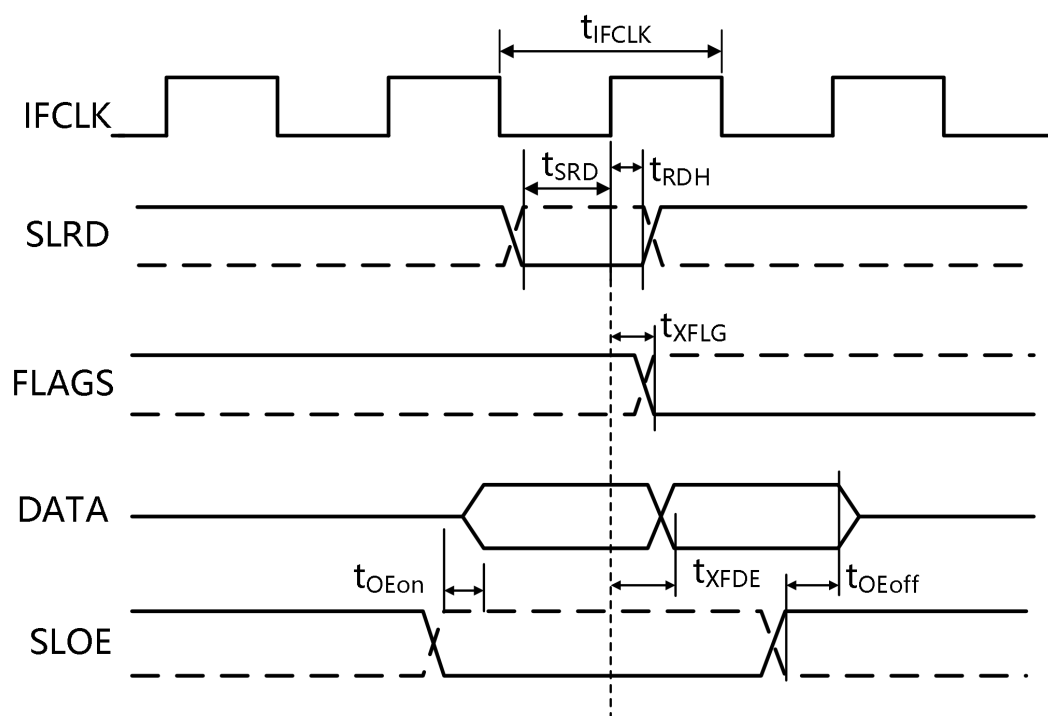 tIFCLK
IFCLK
tSRD
tRDH
SLRD
tXFLG
FLAGS
DATA
tOEon
tXFDE
tOEoff
SLOE